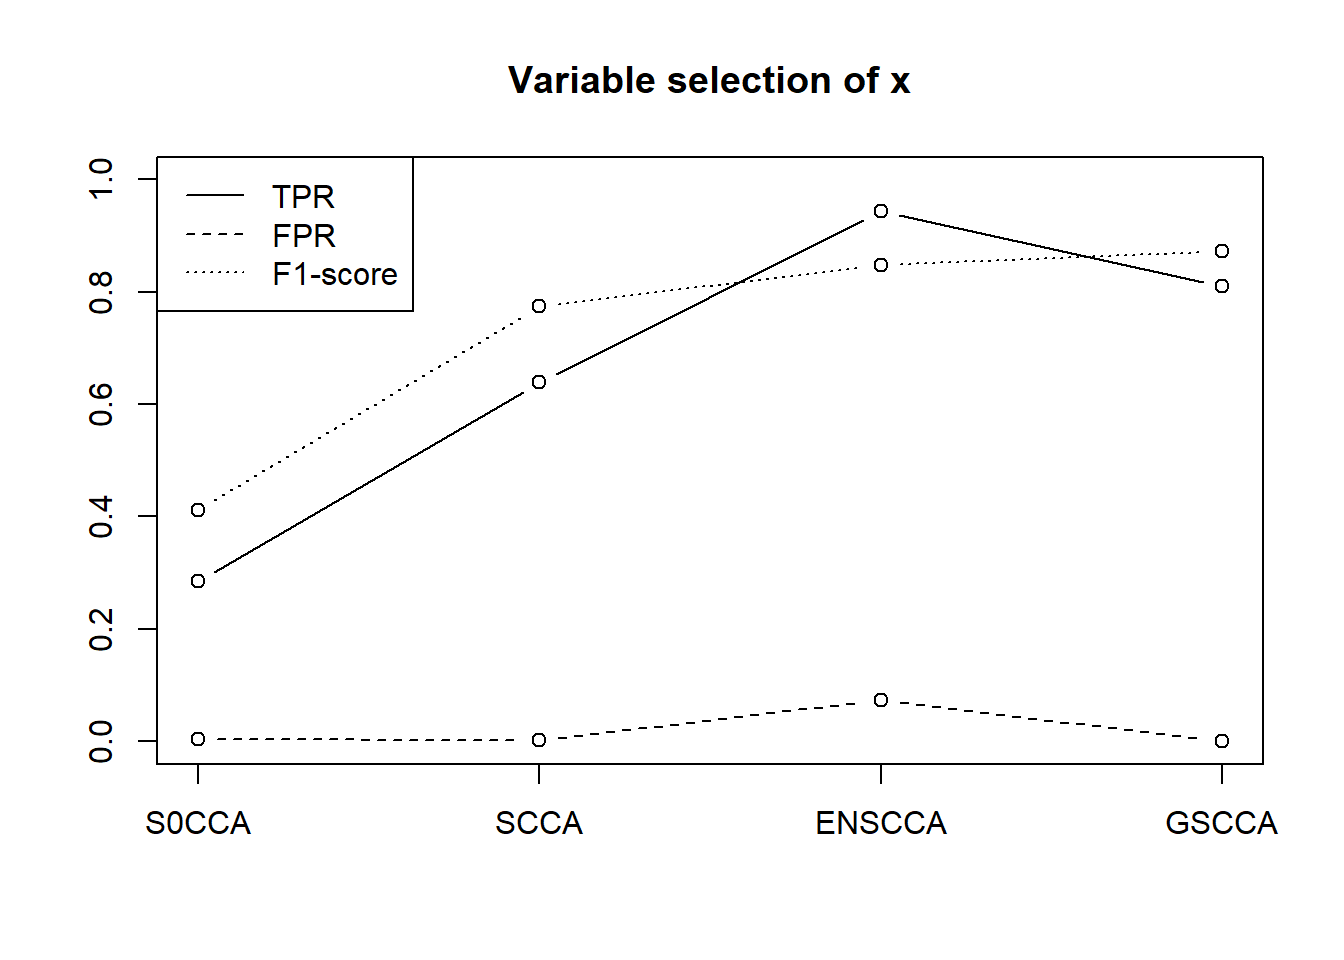 Variable selection of x
TPR
FPR
F1-score
1.0
0.8
0.6
0.4
0.2
0.0
S0CCA SCCA ENSCCA GSCCA